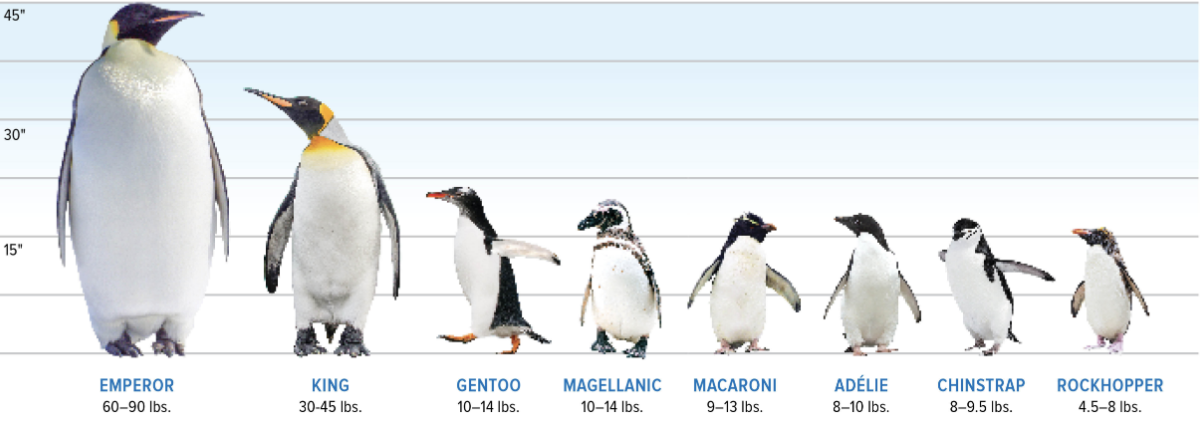 45"
30"
15"
EMPEROR
60–90 lbs.
KING
30-45 lbs.
GENTOO
10–14 lbs.
MAGELLANIC
10–14 lbs.
MACARONI
9–13 lbs.
ADÉLIE
8–10 lbs.
CHINSTRAP
8–9.5 lbs.
ROCKHOPPER
4.5–8 lbs.